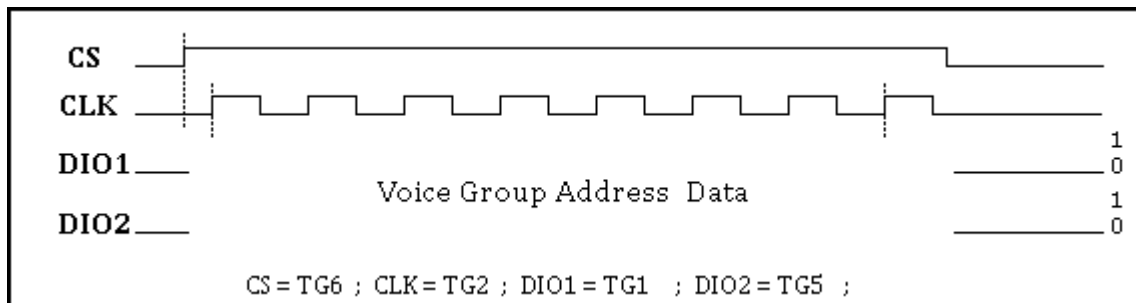 CS
CLK
1
DIO1
0
Voice Group Address Data
1
DIO2
0
CS = TG6 ; CLK = TG2 ; DIO1 = TG1 ; DIO2 = TG5 ;